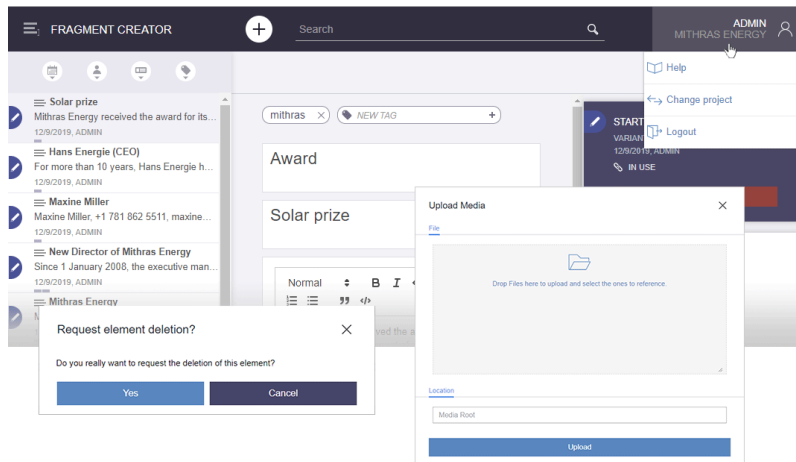 FRAGMENT CREATOR
Search
ADMIN
MITHRAS ENERGY
Help
Change project
Logout
Solar prize
Mithras Energy received the award for its...
12/9/2019, ADMIN
Hans Energie (CEO)
For more than 10 years, Hans Energie h...
12/9/2019, ADMIN
Maxine Miller
Maxine Miller, +1 781 862 5511, maxine...
12/9/2019, ADMIN
New Director of Mithras Energy
Since 1 January 2008, the executive man...
12/9/2019, ADMIN
Mithras Energy
mithras
NEW TAG
Award
Solar prize
Normal
B I
ved the a
START
VARIAN
12/9/2019, ADMIN
IN USE
Request element deletion?
Do you really want to request the deletion of this element?
Yes
Cancel
Upload Media
File
Drop Files here to upload and select the ones to reference
Location
Media Root
Upload